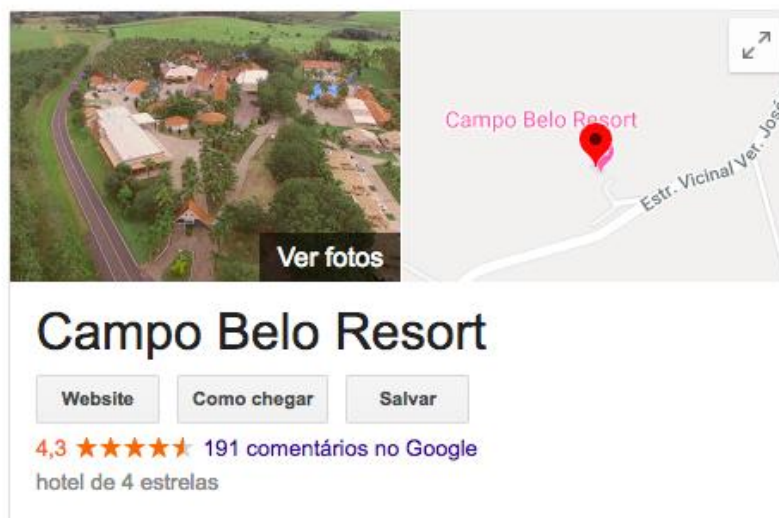 Campo Belo Resort
Estr. Vicinal Ver. José
Ver fotos
Campo Belo Resort
Website
Como chegar
Salvar
4,3
191 comentários no Google
hotel de 4 estrelas